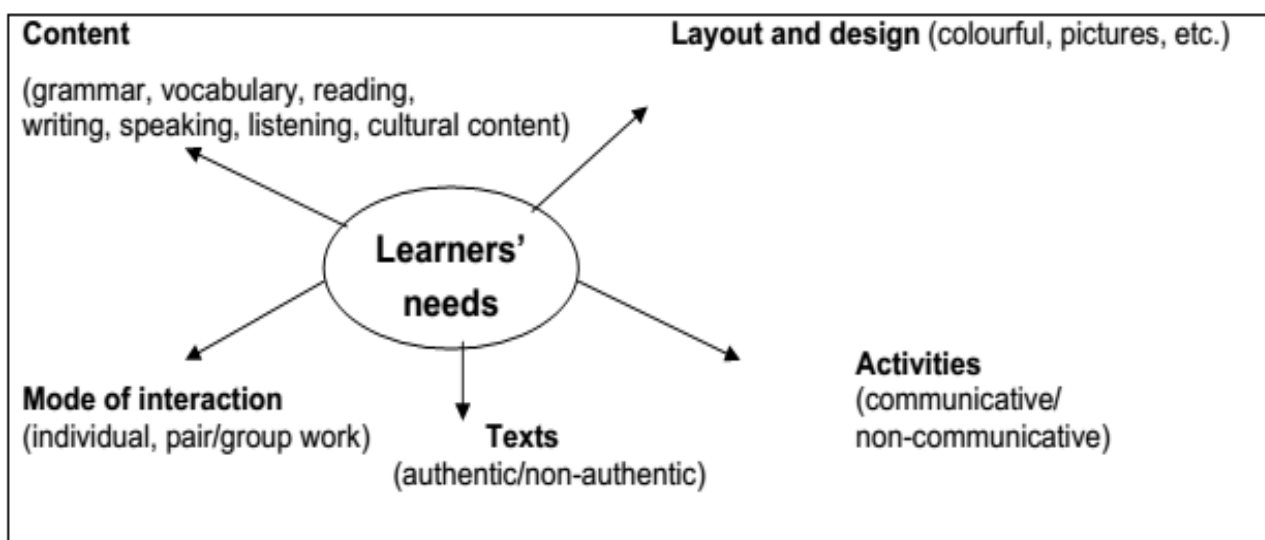 Content
Layout and design (colourful, pictures, etc.)
(grammar, vocabulary, reading,
writing, speaking, listening, cultural content)
Learners’
needs
Mode of interaction
(individual, pair/group work)
Texts
(authentic/non-authentic)
Activities
(communicative/
non-communicative)